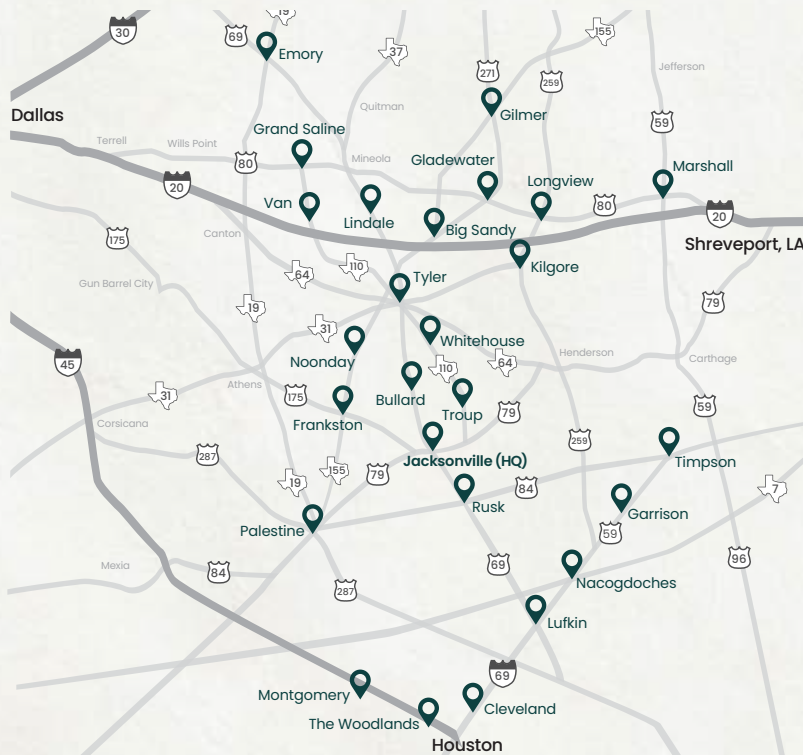 19
30
69
Emory
37
155
271
259
Jefferson
Dallas
Quitman
Gilmer
59
Grand Saline
Terrell
Wills Point
80
Mineola
Gladewater
Marshall
20
Longview
Van
Lindale
80
20
Big Sandy
175
Canton
Shreveport, LA
Kilgore
64
110
Tyler
Gun Barrel City
19
79
31
Whitehouse
45
Noonday
110
64
Henderson
Carthage
Athens
31
175
Bullard
Troup
79
59
Frankston
Corsicana
287
Jacksonville (HQ)
259
Timpson
19
155
79
84
7
Rusk
Garrison
Palestine
59
96
Mexia
84
69
287
Nacogdoches
Lufkin
69
Montgomery
The Woodlands
Cleveland
Houston